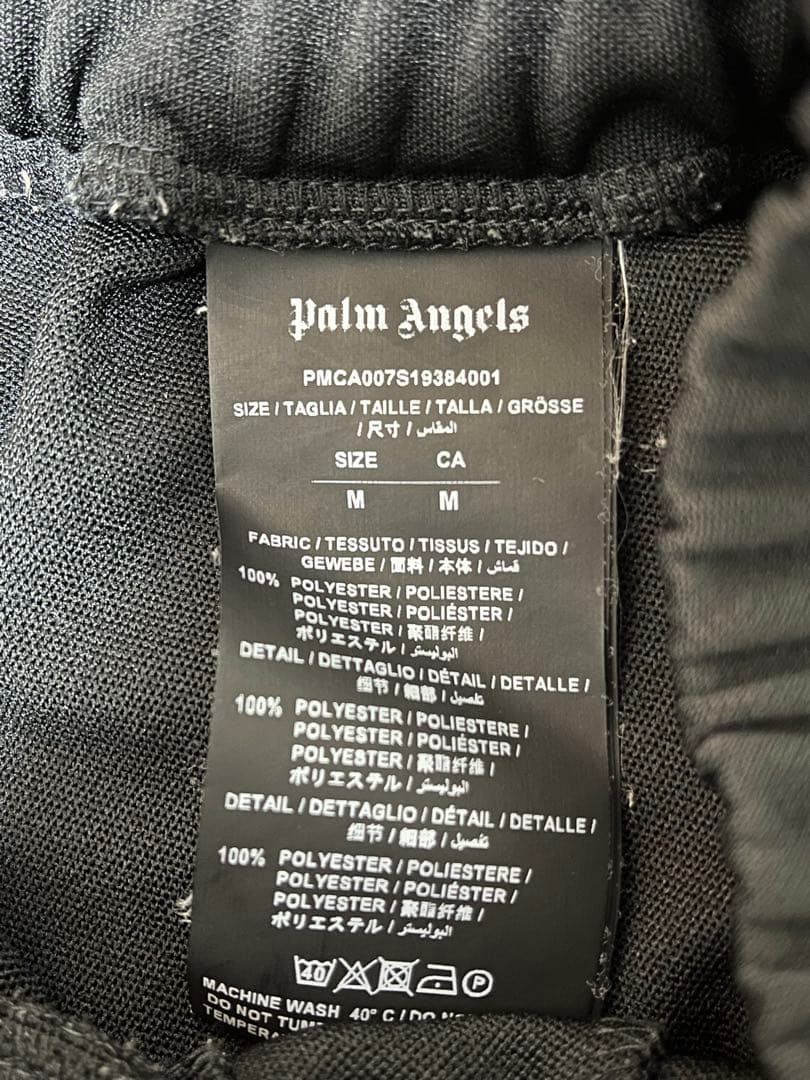 Palm Angels
PMCA007S19384001
SIZE / TAGLIA / TAILLE / TALLA / GRÖSSE
/ 尺寸 / المقاس
SIZE CA
M M
FABRIC / TESSUTO / TISSUS / TEJIDO /
GEWEBE / 面料 / 本体 / قماش
100% POLYESTER / POLIESTERE /
POLYESTER / POLIÉSTER /
POLYESTER / 聚酯纤维 /
ポリエステル / البوليستر
DETAIL / DETTAGLIO / DÉTAIL / DETALLE /
细节 / 細部 / تفصيل
100% POLYESTER / POLIESTERE /
POLYESTER / POLIÉSTER /
POLYESTER / 聚酯纤维 /
ポリエステル / البوليستر
DETAIL / DETTAGLIO / DÉTAIL / DETALLE /
细节 / 細部 / تفصيل
100% POLYESTER / POLIESTERE /
POLYESTER / POLIÉSTER /
POLYESTER / 聚酯纤维 /
ポリエステル / البوليستر
40 P
MACHINE WASH 40° C / DO
DO NOT